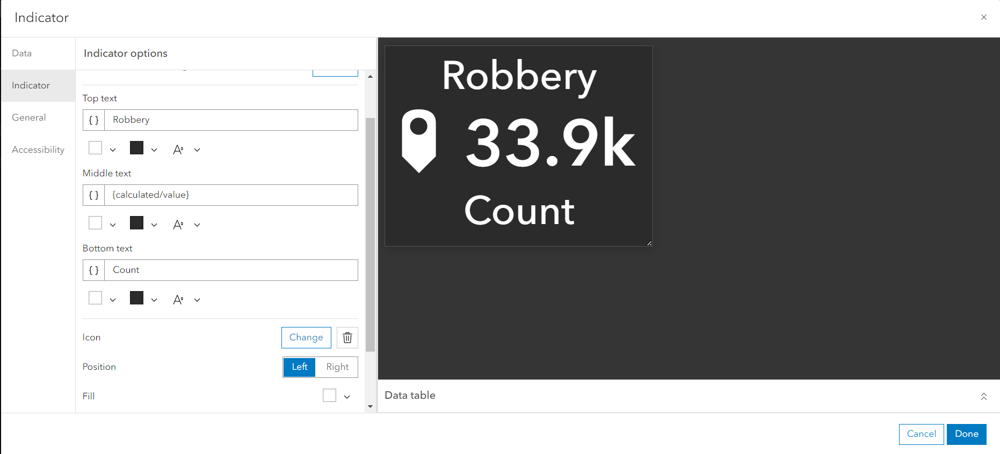 Indicator
Data
Indicator
General
Accessibility
Indicator options
Top text
{ } Robbery
A
Middle text
{ } {calculated/value}
A
Bottom text
{ } Count
A
Icon
Change
Position
Left Right
Fill
Robbery
33.9k
Count
Data table
Cancel Done